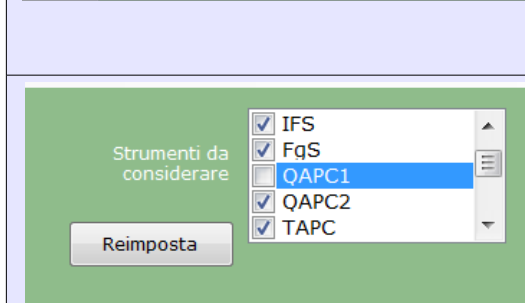 Strumenti da
considerare
IFS
FgS
QAPC1
QAPC2
TAPC
Reimposta